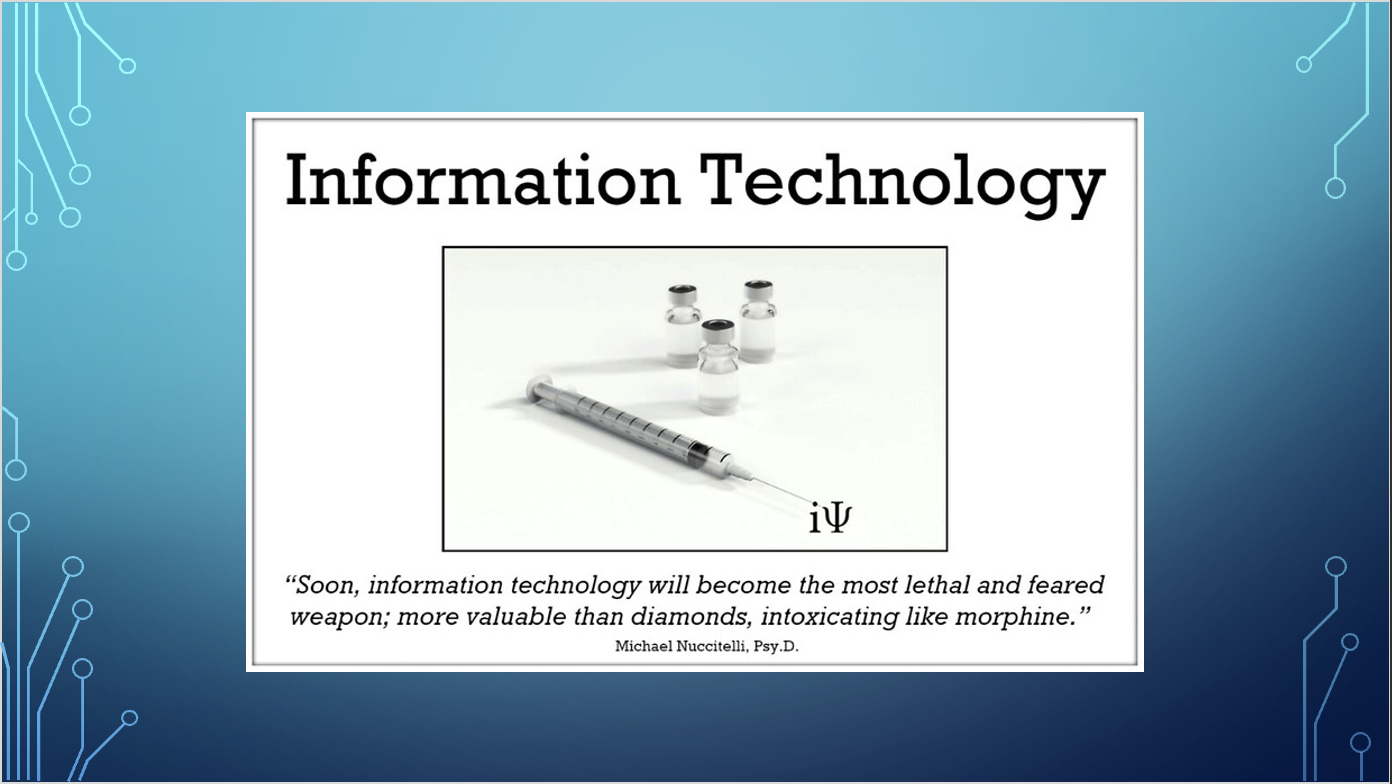 Information Technology
iΨ
“Soon, information technology will become the most lethal and feared
weapon; more valuable than diamonds, intoxicating like morphine.”
Michael Nuccitelli, Psy.D.